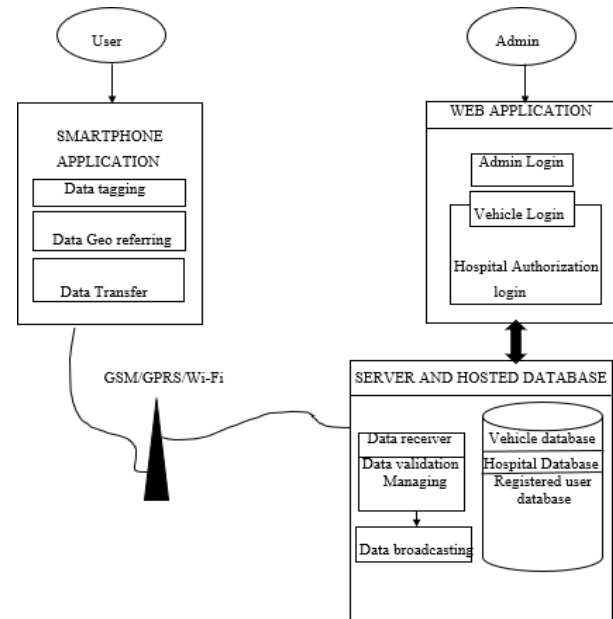 User
Admin
SMARTPHONE
APPLICATION
Data tagging
Data Geo referring
Data Transfer
WEB APPLICATION
Admin Login
Vehicle Login
Hospital Authorization
login
GSM/GPRS/Wi-Fi
SERVER AND HOSTED DATABASE
Data receiver
Data validation
Managing
Data broadcasting
Vehicle database
Hospital Database
Registered user
database